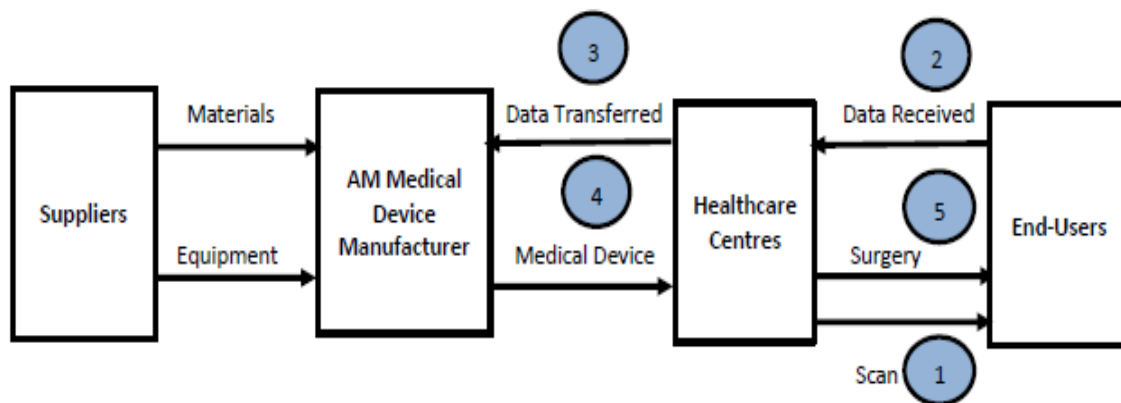 3
2
Materials
Data Transferred
Data Received
Suppliers
AM Medical
Device
Manufacturer
4
Healthcare
Centres
5
End-Users
Equipment
Medical Device
Surgery
Scan
1